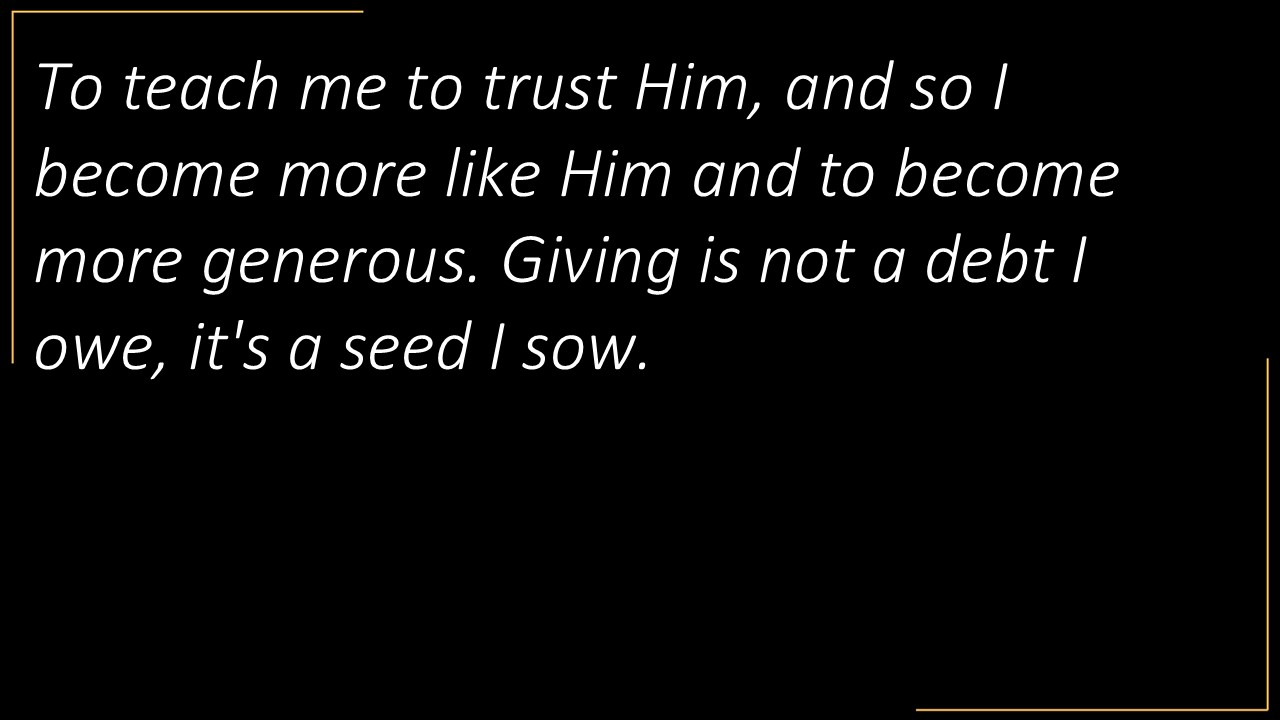 To teach me to trust Him, and so I
become more like Him and to become
more generous. Giving is not a debt I
owe, it's a seed I sow.